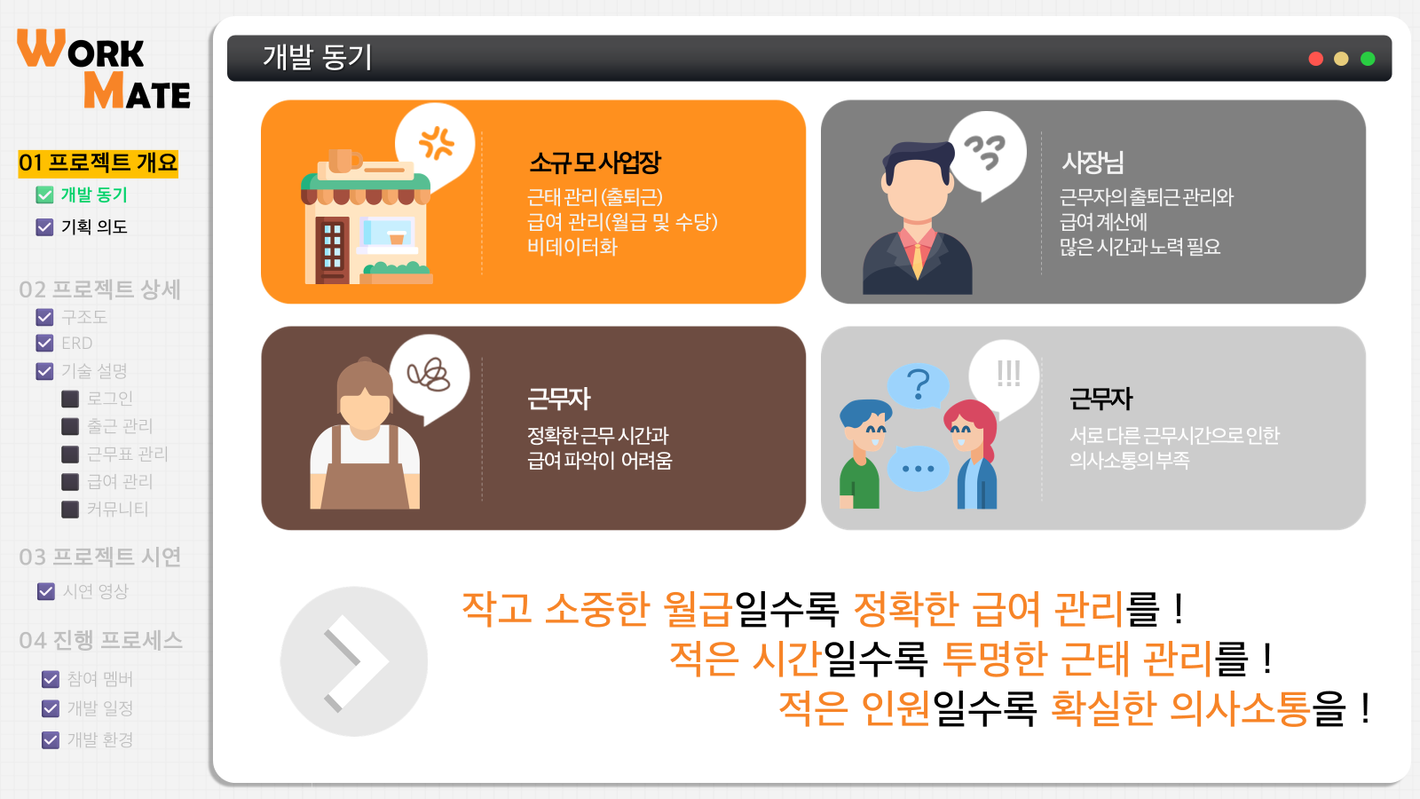 WORK
MATE
01 프로젝트 개요
개발 동기
기획 의도
02 프로젝트 상세
구조도
ERD
기술 설명
로그인
출근 관리
근무표 관리
급여 관리
커뮤니티
03 프로젝트 시연
시연 영상
04 진행 프로세스
참여 멤버
개발 일정
개발 환경
개발 동기
소규모 사업장
근태 관리 (출퇴근)
급여 관리(월급 및 수당)
비데이터화
사장님
근무자의 출퇴근 관리와
급여 계산에
많은 시간과 노력 필요
근무자
정확한 근무 시간과
급여 파악이 어려움
?
...
!!!
근무자
서로 다른 근무시간으로 인한
의사소통의 부족
작고 소중한 월급일수록 정확한 급여 관리를 !
적은 시간일수록 투명한 근태 관리를 !
적은 인원일수록 확실한 의사소통을 !